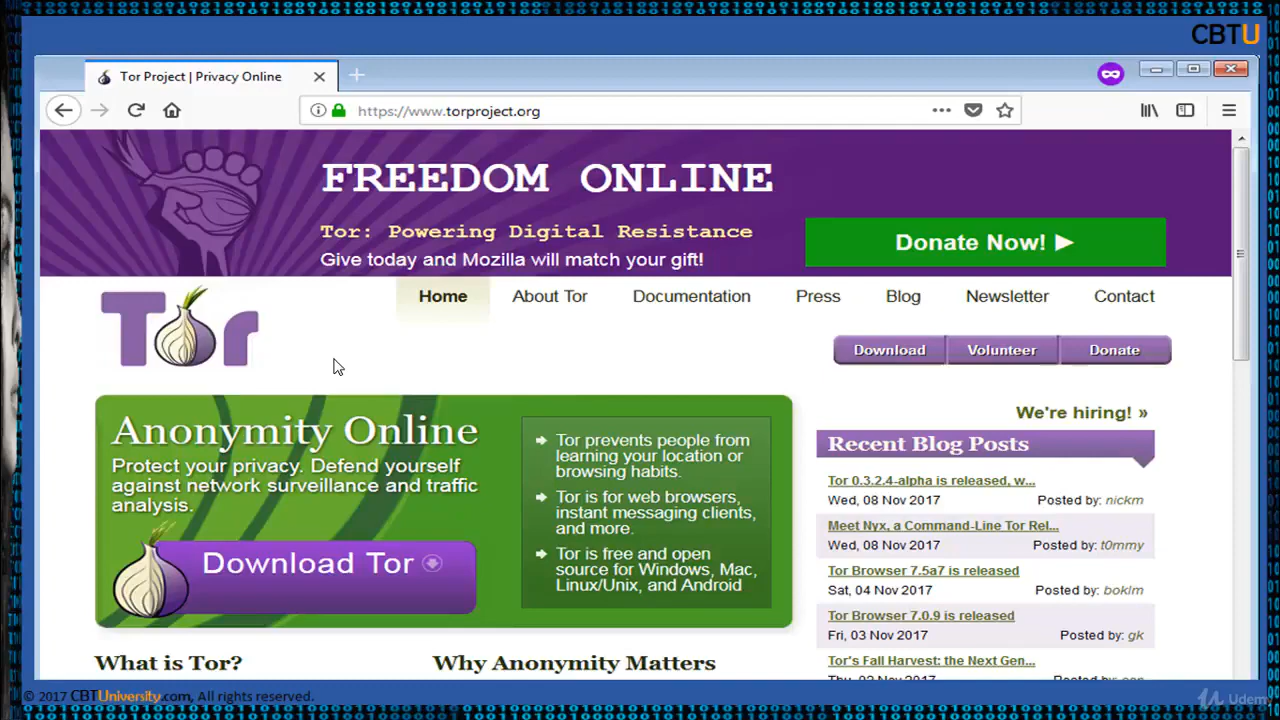 CBTU
Tor Project | Privacy Online
https://www.torproject.org
FREEDOM ONLINE
Tor: Powering Digital Resistance
Give today and Mozilla will match your gift!
Donate Now!
Home About Tor Documentation Press Blog Newsletter Contact
Tor
Download Volunteer Donate
We're hiring! »
Anonymity Online
Protect your privacy. Defend yourself
against network surveillance and traffic
analysis.
Download Tor
Tor prevents people from
learning your location or
browsing habits.
Tor is for web browsers,
instant messaging clients,
and more.
Tor is free and open
source for Windows, Mac,
Linux/Unix, and Android
Recent Blog Posts
Tor 0.3.2.4-alpha is released, w...
Wed, 08 Nov 2017 Posted by: nickm
Meet Nyx, a Command-Line Tor Rel...
Wed, 08 Nov 2017 Posted by: t0mmy
Tor Browser 7.5a7 is released
Sat, 04 Nov 2017 Posted by: boklm
Tor Browser 7.0.9 is released
Fri, 03 Nov 2017 Posted by: gk
Tor's Fall Harvest: the Next Gen...
What is Tor?
Why Anonymity Matters
© 2017 CBTUniversity.com, All rights reserved.
Udemy